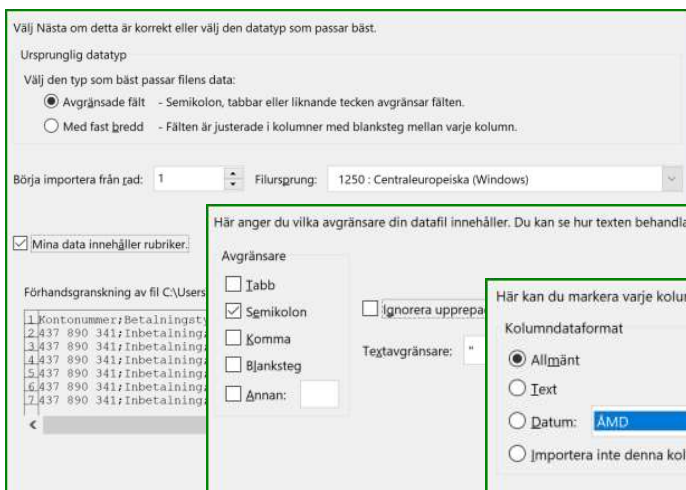 Välj Nästa om detta är korrekt eller välj den datatyp som passar bäst.
Ursprunglig datatyp
Välj den typ som bäst passar filens data:
Avgränsade fält - Semikolon, tabbar eller liknande tecken avgränsar fälten.
Med fast bredd - Fälten är justerade i kolumner med blanksteg mellan varje kolumn.
Börja importera från rad: 1 Filursprung: 1250 : Centraleuropeiska (Windows)
Mina data innehåller rubriker.
Förhandsgranskning av fil C:\Users
1 Kontonummer;Betalningsty
2 437 890 341;Inbetalning;
3 437 890 341;Inbetalning;
4 437 890 341;Inbetalning;
5 437 890 341;Inbetalning;
6 437 890 341;Inbetalning;
7 437 890 341;Inbetalning;
Här anger du vilka avgränsare din datafil innehåller. Du kan se hur texten behandla
Avgränsare
Tabb
Semikolon
Komma
Blanksteg
Annan:
Ignorera upprepa
Textavgränsare: "
Här kan du markera varje kolu
Kolumndataformat
Allmänt
Text
Datum: ÅMD
Importera inte denna kol